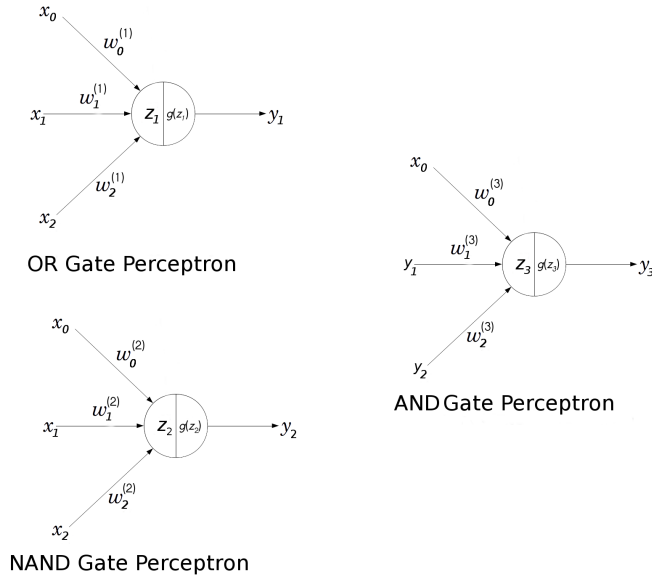 x₀
w₀⁽¹⁾
x₁
w₁⁽¹⁾
z₁ g(z₁)
y₁
w₂⁽¹⁾
x₂
OR Gate Perceptron
x₀
w₀⁽²⁾
x₁
w₁⁽²⁾
z₂ g(z₂)
y₂
w₂⁽²⁾
x₂
NAND Gate Perceptron
x₀
w₀⁽³⁾
y₁
w₁⁽³⁾
z₃ g(z₃)
y₃
w₂⁽³⁾
y₂
AND Gate Perceptron